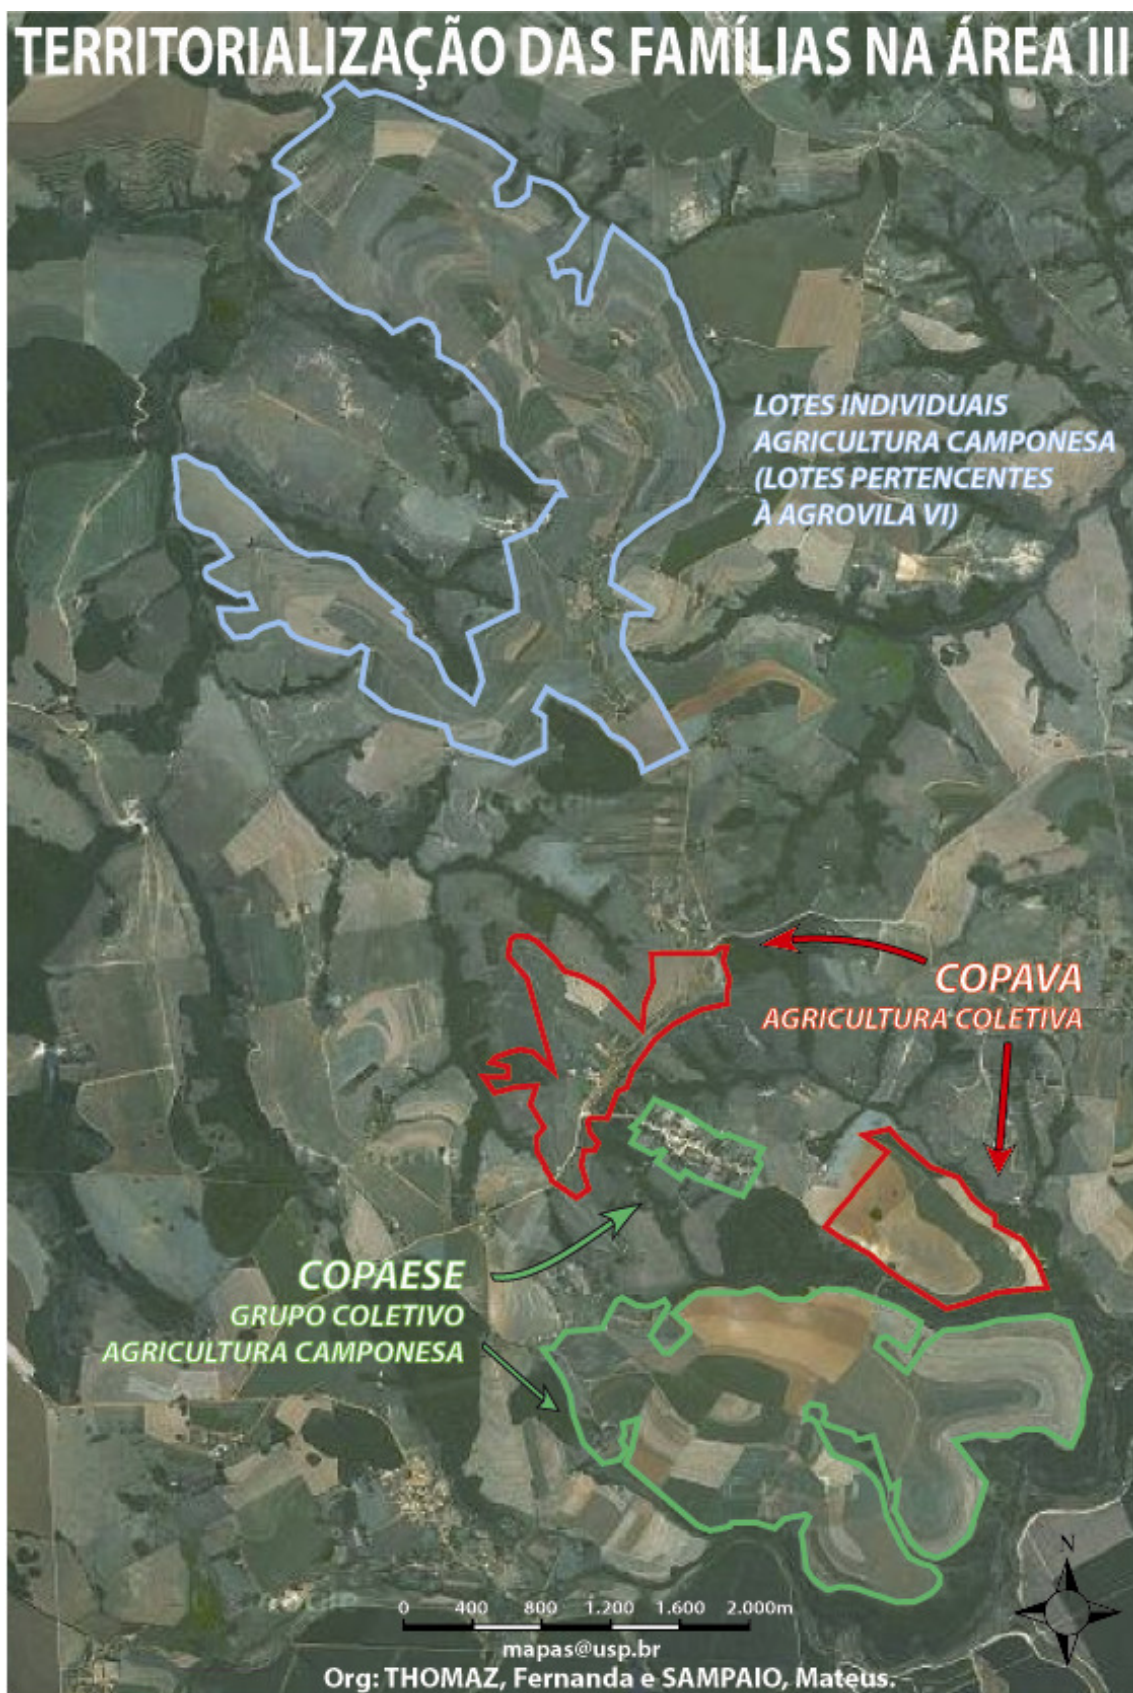 TERRITORIALIZAÇÃO DAS FAMÍLIAS NA ÁREA III
LOTES INDIVIDUAIS
AGRICULTURA CAMPONESA
(LOTES PERTENCENTES
À AGROVILA VI)
COPAVA
AGRICULTURA COLETIVA
COPAESE
GRUPO COLETIVO
AGRICULTURA CAMPONESA
N
0 400 800 1.200 1.600 2.000m
mapas@usp.br
Org: THOMAZ, Fernanda e SAMPAIO, Mateus.